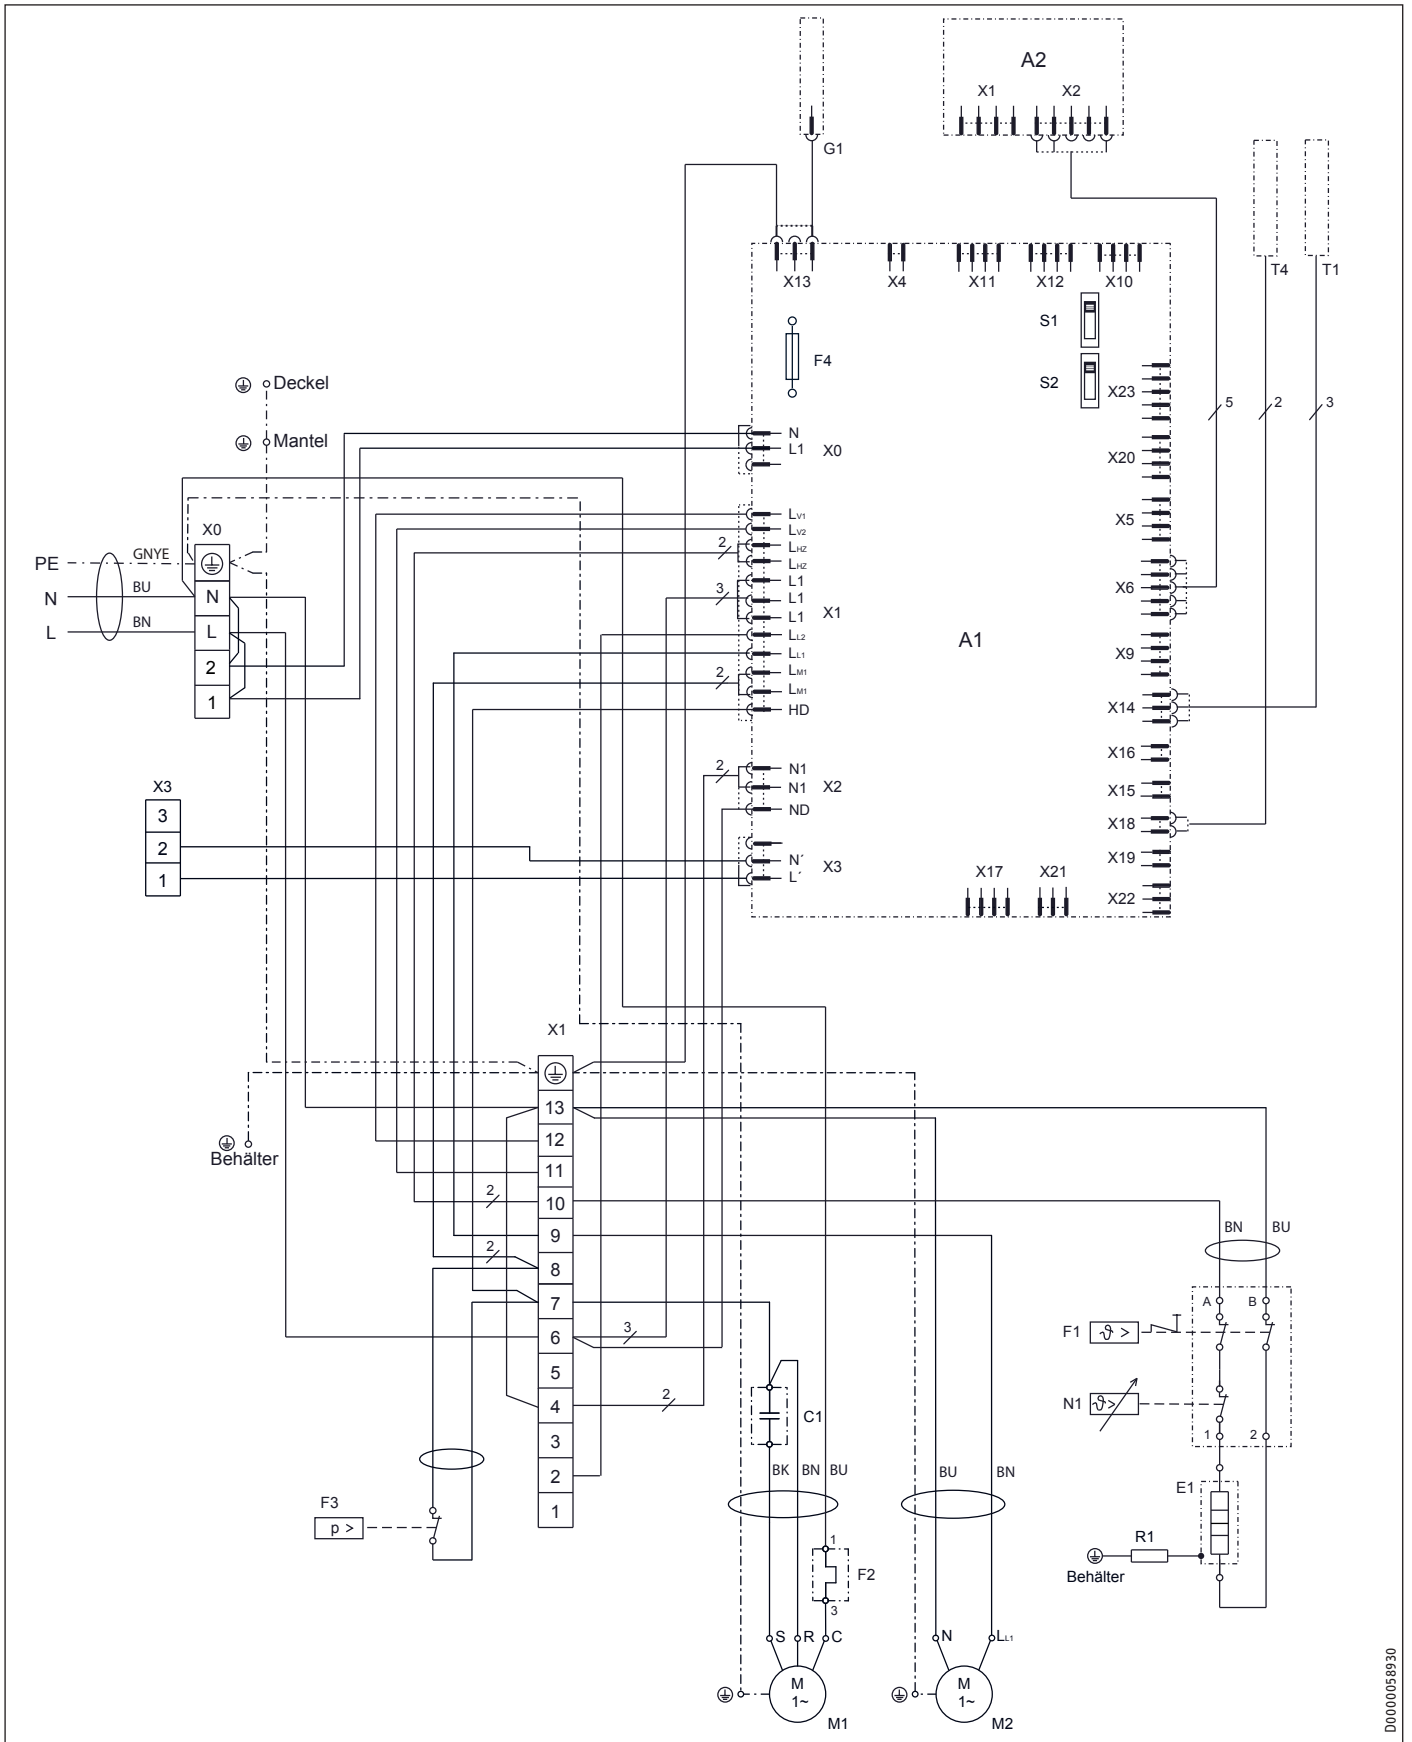 A2
X1 X2
G1
T4 T1
X13 X4 X11 X12 X10
S1
F4
S2
X23
5 2 3
Deckel
Mantel
N
L1 X0
X20
X5
X6
X9
X14
X16
X15
X18
X19
X22
X17 X21
A1
X0
PE GNYE
N BU N
L BN L
2
1
LV1
LV2
2 LHZ
LHZ
L1
3 L1 X1
L1
LL2
LL1
2 LM1
LM1
HD
2 N1
N1 X2
ND
N´ X3
L´
X3
3
2
1
X1
13
12
11
2 10
9
2 8
7
6 3
5
4 2
3
2
1
Behälter
BN BU
A B
F1 ϑ >
N1 ϑ>
1 2
E1
R1
Behälter
C1
BK BN BU
BU BN
F3
p >
1
F2
3
S R C
N LL1
M
1~
M1
M
1~
M2
D0000058930